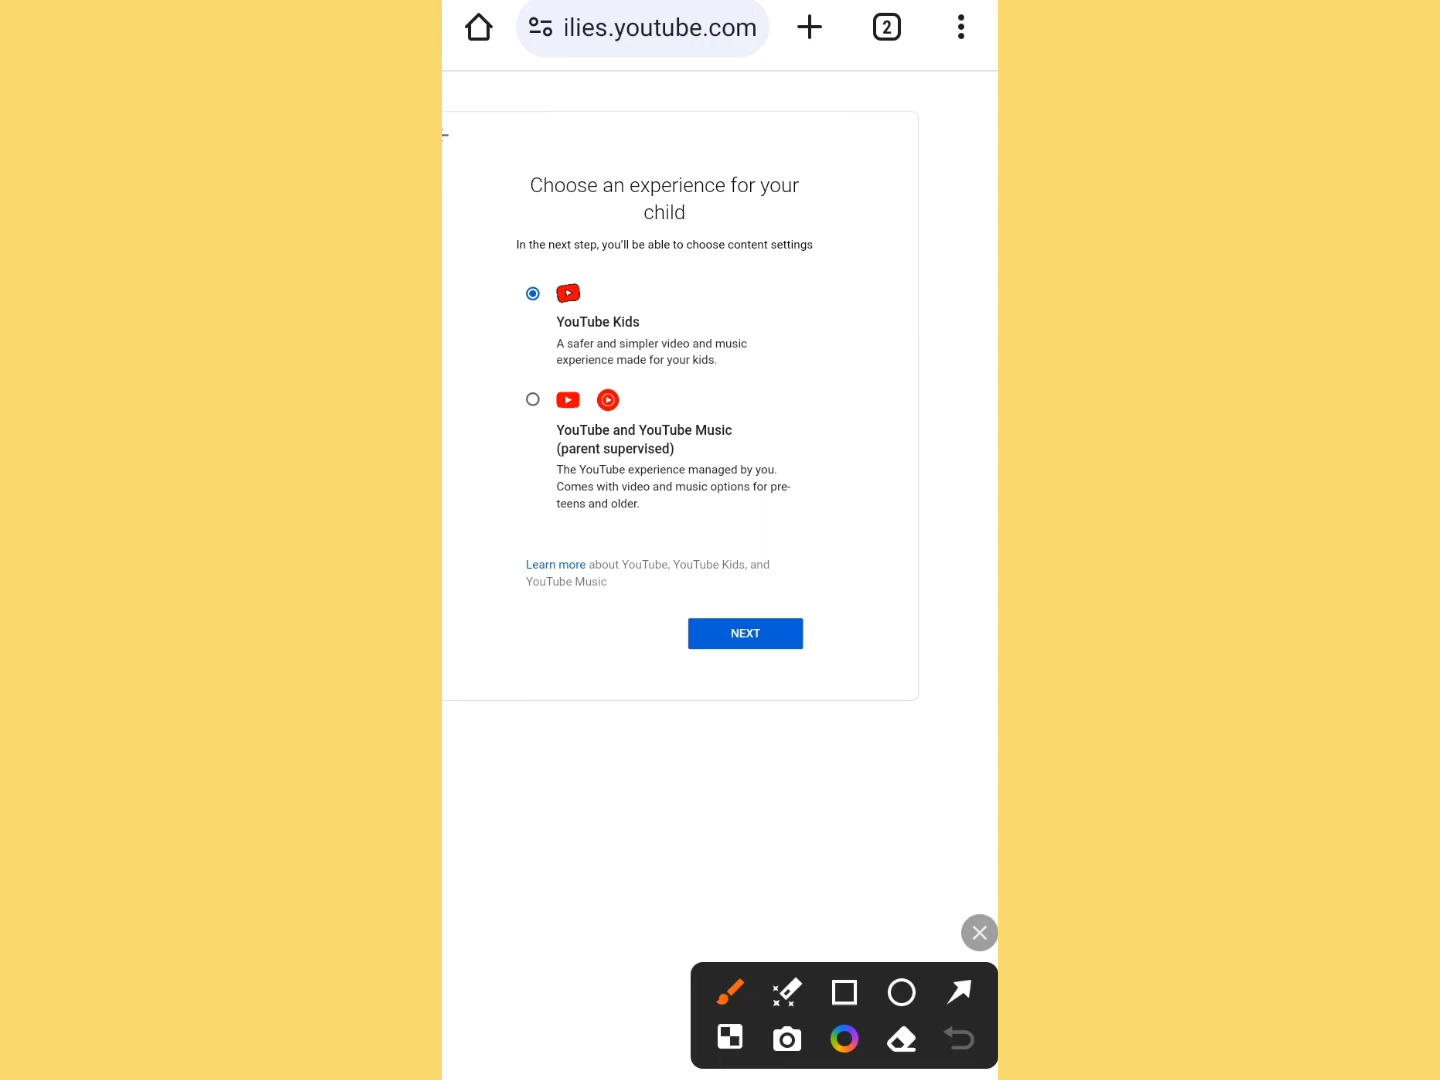 ilies.youtube.com
2
Choose an experience for your
child
In the next step, you'll be able to choose content settings
YouTube Kids
A safer and simpler video and music
experience made for your kids.
YouTube and YouTube Music
(parent supervised)
The YouTube experience managed by you.
Comes with video and music options for pre-
teens and older.
Learn more about YouTube, YouTube Kids, and
YouTube Music
NEXT